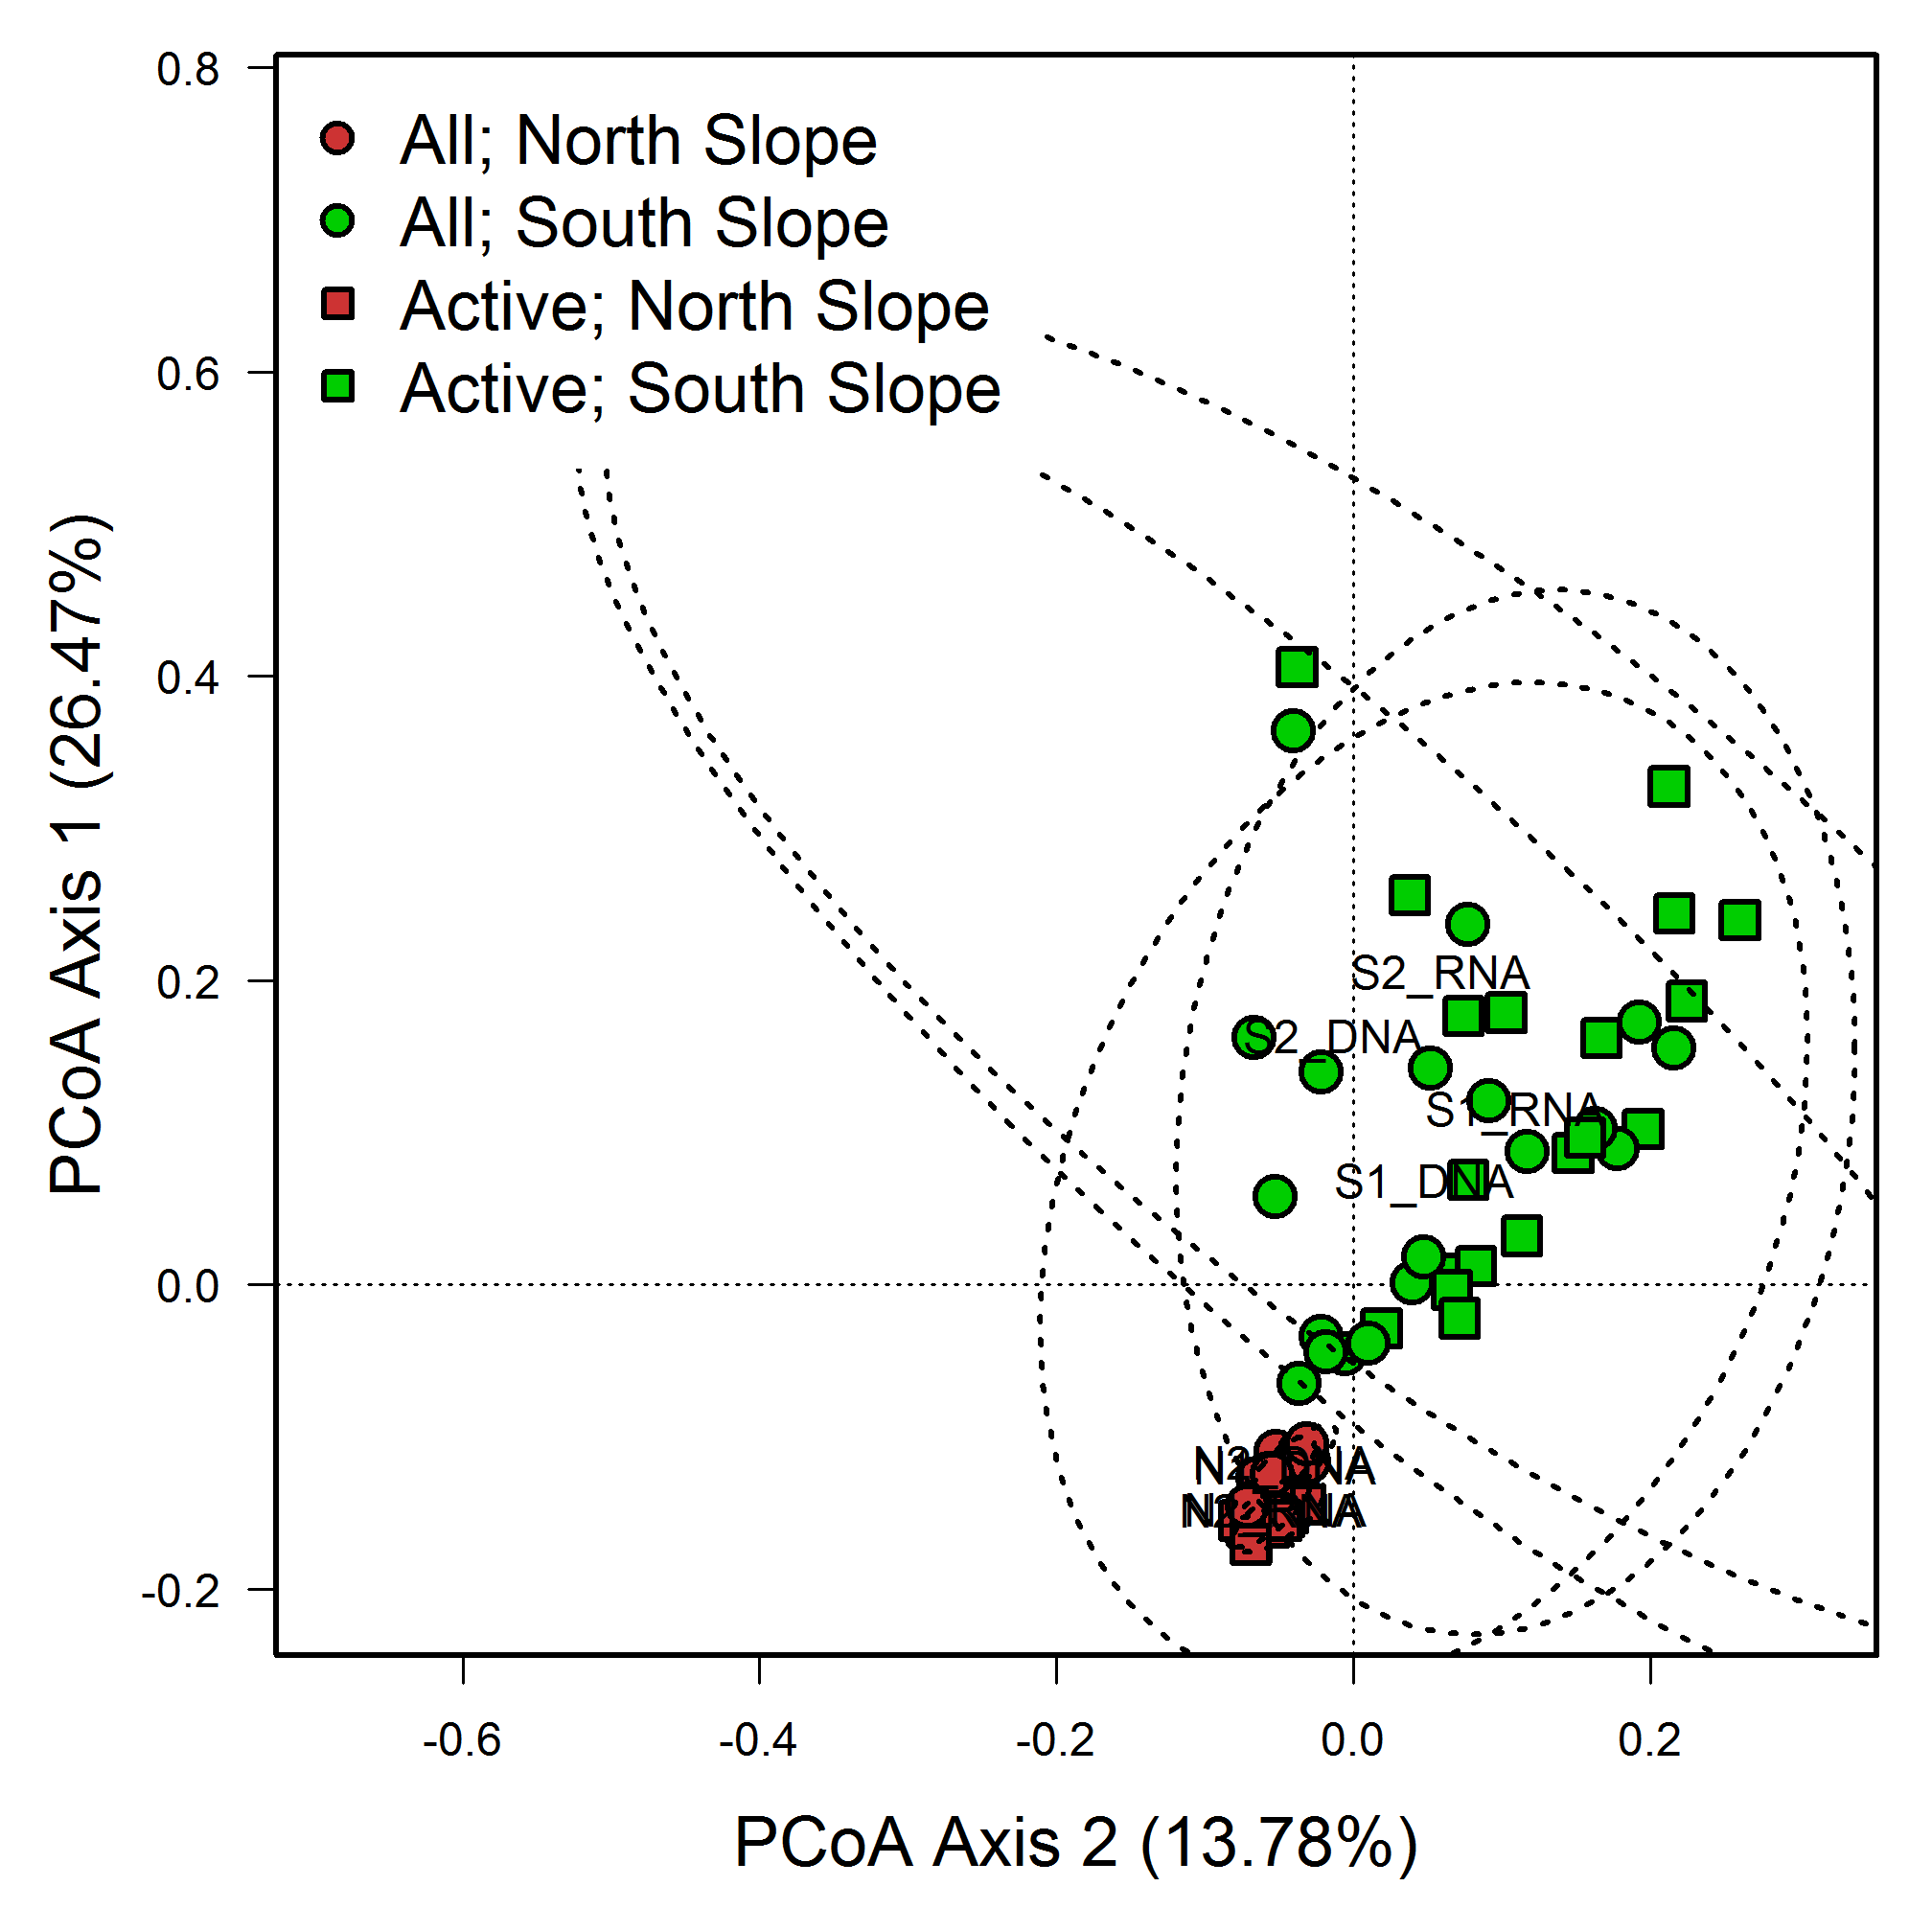 All; North Slope
All; South Slope
Active; North Slope
Active; South Slope
0.8
0.6
0.4
0.2
0.0
-0.2
PCoA Axis 1 (26.47%)
S2_RNA
S2_DNA
S1_RNA
S1_DNA
-0.6 -0.4 -0.2 0.0 0.2
PCoA Axis 2 (13.78%)